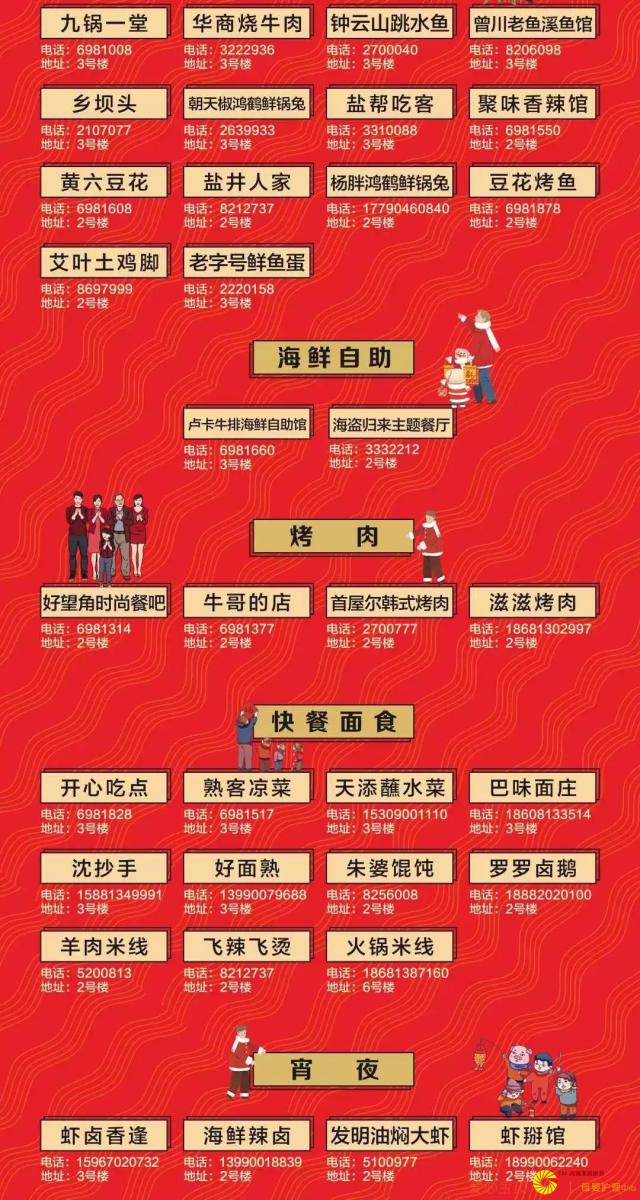 九锅一堂
电话：6981008
地址：3号楼
华商烧牛肉
电话：3222936
地址：3号楼
钟云山跳水鱼
电话：2700040
地址：3号楼
曾川老鱼溪鱼馆
电话：8206098
地址：3号楼
乡坝头
电话：2107077
地址：3号楼
朝天椒鸿鹤鲜锅兔
电话：2639933
地址：3号楼
盐帮吃客
电话：3310088
地址：3号楼
聚味香辣馆
电话：6981550
地址：2号楼
黄六豆花
电话：6981608
地址：2号楼
盐井人家
电话：8212737
地址：2号楼
杨胖鸿鹤鲜锅兔
电话：17790460840
地址：2号楼
豆花烤鱼
电话：6981878
地址：2号楼
艾叶土鸡脚
电话：8697999
地址：2号楼
老字号鲜鱼蛋
电话：2220158
地址：3号楼
海鲜自助
卢卡牛排海鲜自助馆
电话：6981660
地址：3号楼
海盗归来主题餐厅
电话：3332212
地址：2号楼
烤 肉
好望角时尚餐吧
电话：6981314
地址：2号楼
牛哥的店
电话：6981377
地址：2号楼
首屋尔韩式烤肉
电话：2700777
地址：2号楼
滋滋烤肉
电话：18681302997
地址：2号楼
快餐面食
开心吃点
电话：6981828
地址：3号楼
熟客凉菜
电话：6981517
地址：3号楼
天添蘸水菜
电话：15309001110
地址：3号楼
巴味面庄
电话：18608133514
地址：3号楼
沈抄手
电话：15881349991
地址：3号楼
好面熟
电话：13990079688
地址：3号楼
朱婆馄饨
电话：8256008
地址：2号楼
罗罗卤鹅
电话：18882020100
地址：2号楼
羊肉米线
电话：5200813
地址：2号楼
飞辣飞烫
电话：8212737
地址：2号楼
火锅米线
电话：18681387160
地址：6号楼
宵 夜
虾卤香逢
电话：15967020732
地址：3号楼
海鲜辣卤
电话：13990018839
地址：2号楼
发明油焖大虾
电话：5100977
地址：2号楼
虾掰馆
电话：18990062240
地址：2号楼
母婴护理中心